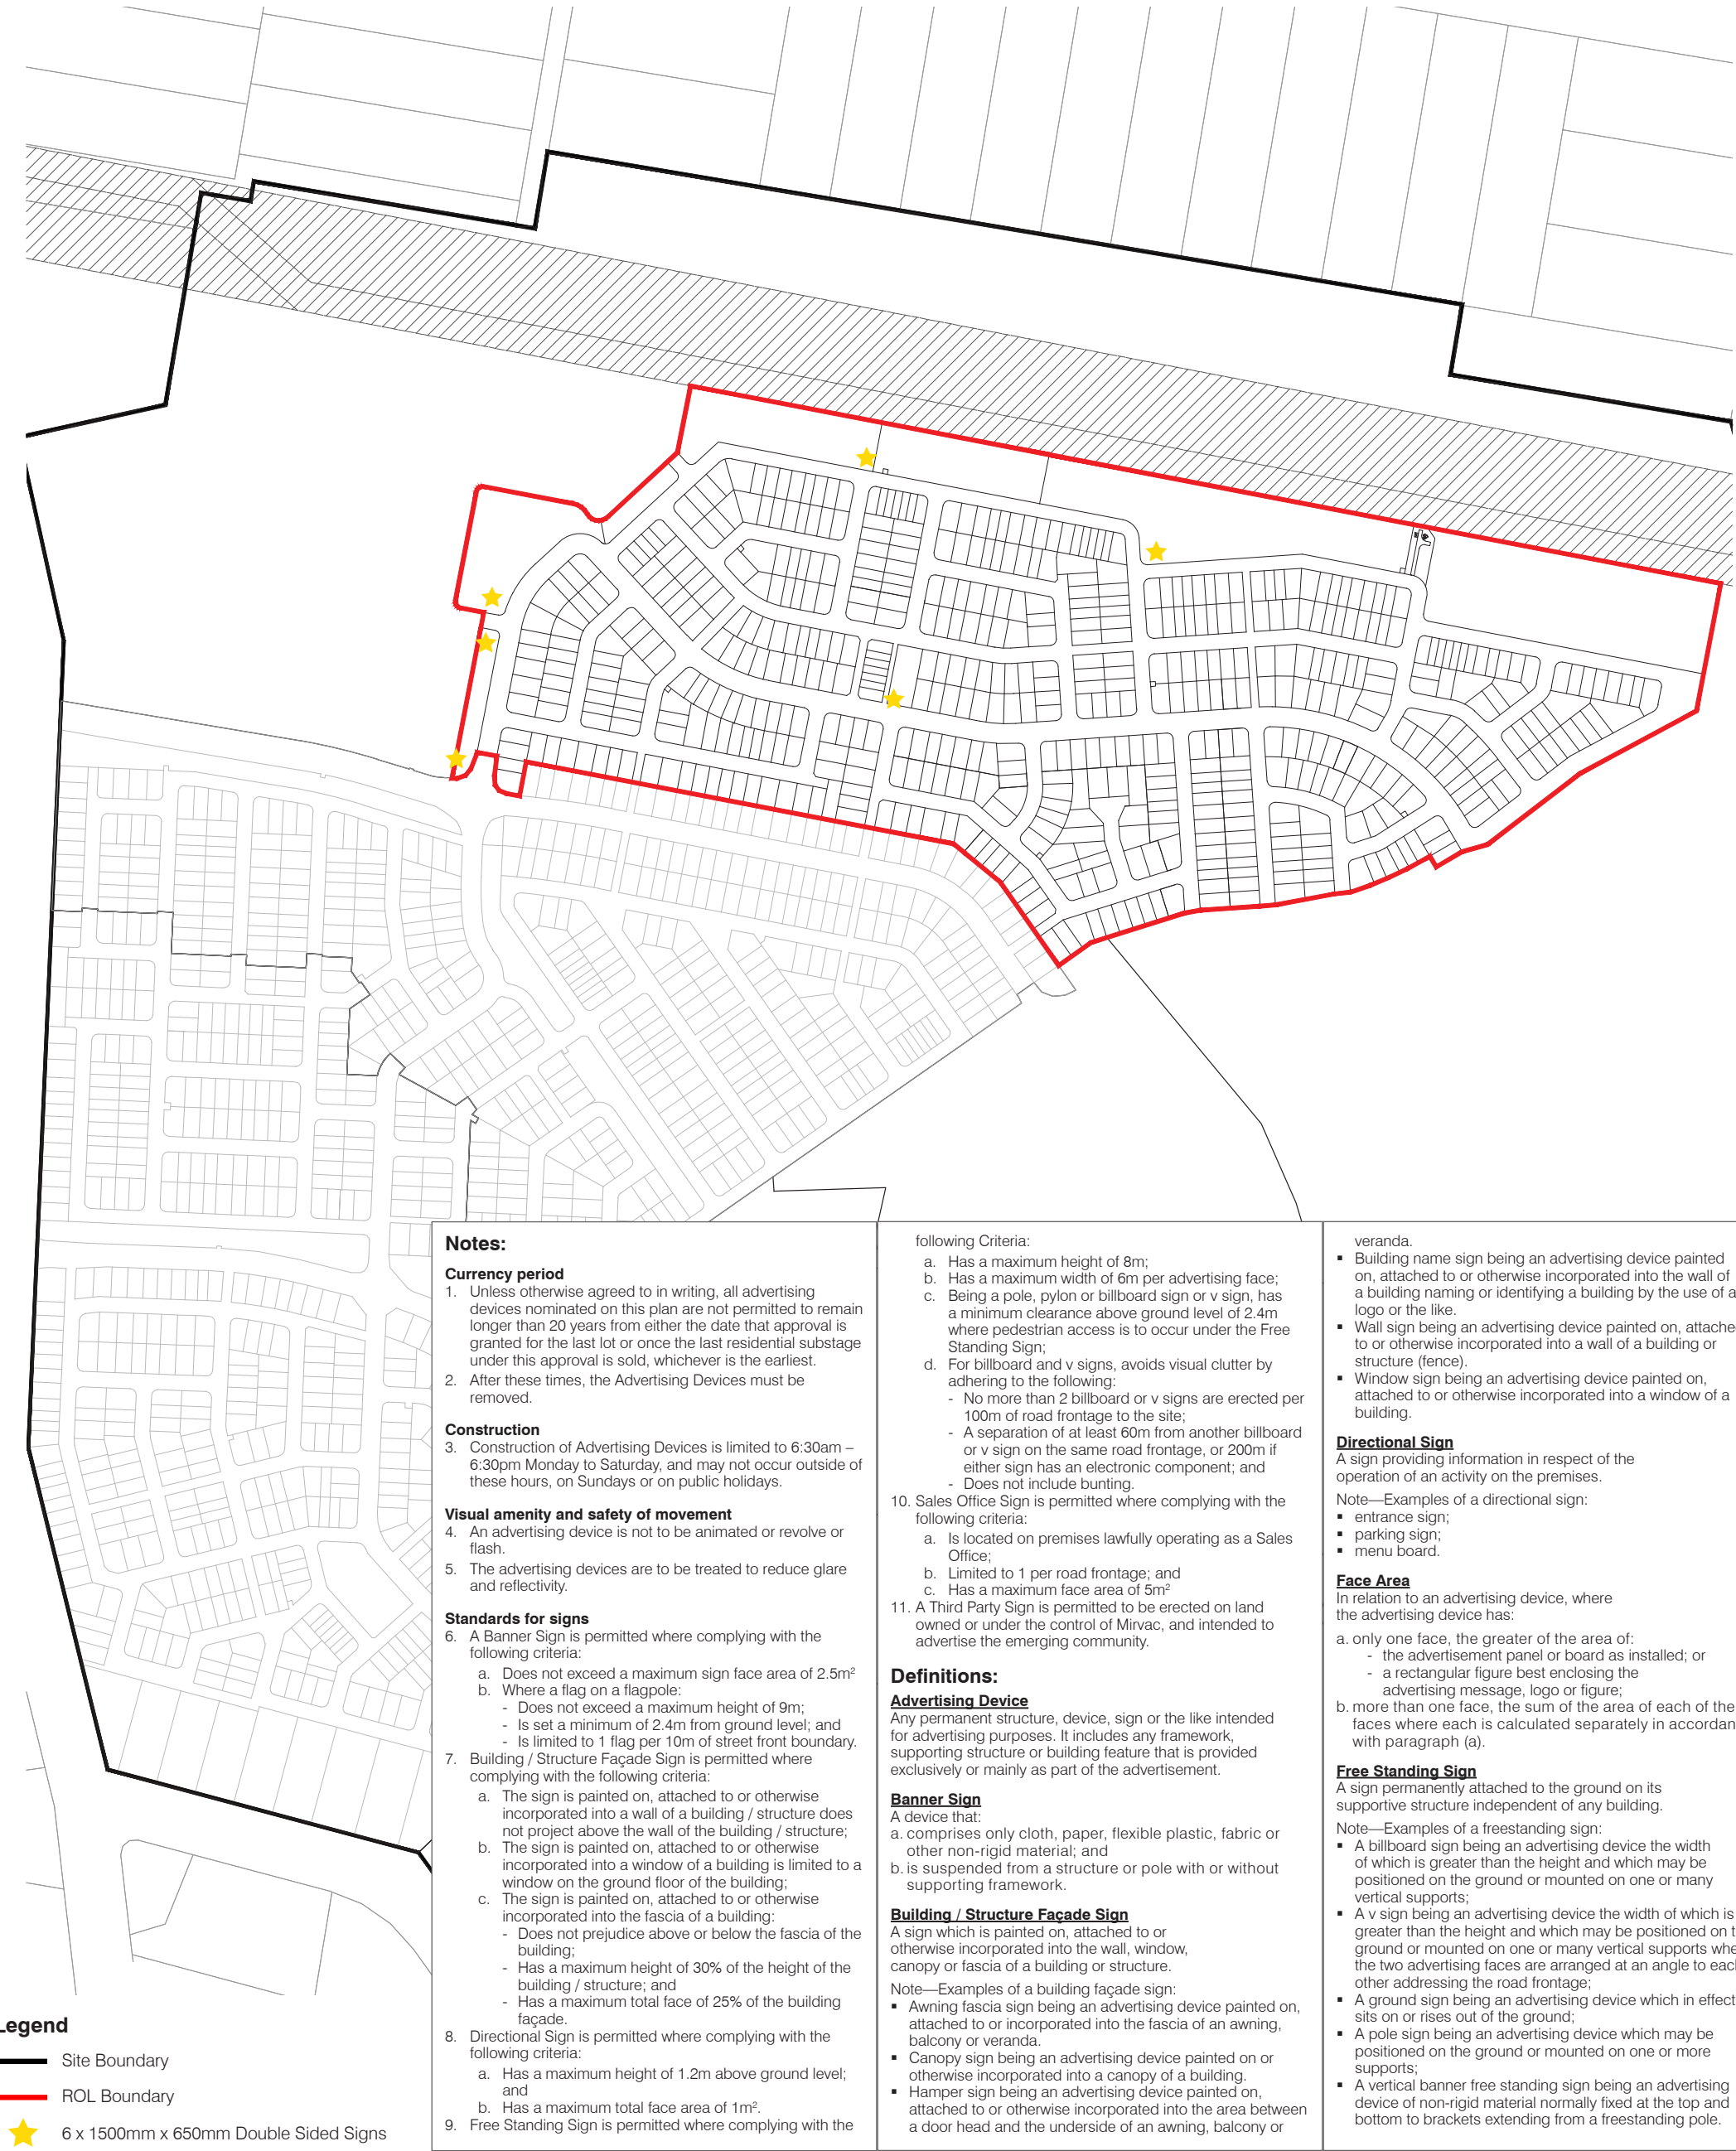 Notes:
Currency period
1. Unless otherwise agreed to in writing, all advertising
devices nominated on this plan are not permitted to remain
longer than 20 years from either the date that approval is
granted for the last lot or once the last residential substage
under this approval is sold, whichever is the earliest.
2. After these times, the Advertising Devices must be
removed.
Construction
3. Construction of Advertising Devices is limited to 6:30am –
6:30pm Monday to Saturday, and may not occur outside of
these hours, on Sundays or on public holidays.
Visual amenity and safety of movement
4. An advertising device is not to be animated or revolve or
flash.
5. The advertising devices are to be treated to reduce glare
and reflectivity.
Standards for signs
6. A Banner Sign is permitted where complying with the
following criteria:
a. Does not exceed a maximum sign face area of 2.5m²
b. Where a flag on a flagpole:
- Does not exceed a maximum height of 9m;
- Is set a minimum of 2.4m from ground level; and
- Is limited to 1 flag per 10m of street front boundary.
7. Building / Structure Façade Sign is permitted where
complying with the following criteria:
a. The sign is painted on, attached to or otherwise
incorporated into a wall of a building / structure does
not project above the wall of the building / structure;
b. The sign is painted on, attached to or otherwise
incorporated into a window of a building is limited to a
window on the ground floor of the building;
c. The sign is painted on, attached to or otherwise
incorporated into the fascia of a building:
- Does not prejudice above or below the fascia of the
building;
- Has a maximum height of 30% of the height of the
building / structure; and
- Has a maximum total face of 25% of the building
façade.
8. Directional Sign is permitted where complying with the
following criteria:
a. Has a maximum height of 1.2m above ground level;
and
b. Has a maximum total face area of 1m².
9. Free Standing Sign is permitted where complying with the
following Criteria:
a. Has a maximum height of 8m;
b. Has a maximum width of 6m per advertising face;
c. Being a pole, pylon or billboard sign or v sign, has
a minimum clearance above ground level of 2.4m
where pedestrian access is to occur under the Free
Standing Sign;
d. For billboard and v signs, avoids visual clutter by
adhering to the following:
- No more than 2 billboard or v signs are erected per
100m of road frontage to the site;
- A separation of at least 60m from another billboard
or v sign on the same road frontage, or 200m if
either sign has an electronic component; and
- Does not include bunting.
10. Sales Office Sign is permitted where complying with the
following criteria:
a. Is located on premises lawfully operating as a Sales
Office;
b. Limited to 1 per road frontage; and
c. Has a maximum face area of 5m²
11. A Third Party Sign is permitted to be erected on land
owned or under the control of Mirvac, and intended to
advertise the emerging community.
Definitions:
Advertising Device
Any permanent structure, device, sign or the like intended
for advertising purposes. It includes any framework,
supporting structure or building feature that is provided
exclusively or mainly as part of the advertisement.
Banner Sign
A device that:
a. comprises only cloth, paper, flexible plastic, fabric or
other non-rigid material; and
b. is suspended from a structure or pole with or without
supporting framework.
Building / Structure Façade Sign
A sign which is painted on, attached to or
otherwise incorporated into the wall, window,
canopy or fascia of a building or structure.
Note—Examples of a building façade sign:
▪ Awning fascia sign being an advertising device painted on,
attached to or incorporated into the fascia of an awning,
balcony or veranda.
▪ Canopy sign being an advertising device painted on or
otherwise incorporated into a canopy of a building.
▪ Hamper sign being an advertising device painted on,
attached to or otherwise incorporated into the area between
a door head and the underside of an awning, balcony or
veranda.
▪ Building name sign being an advertising device painted
on, attached to or otherwise incorporated into the wall of
a building naming or identifying a building by the use of a
logo or the like.
▪ Wall sign being an advertising device painted on, attache
to or otherwise incorporated into a wall of a building or
structure (fence).
▪ Window sign being an advertising device painted on,
attached to or otherwise incorporated into a window of a
building.
Directional Sign
A sign providing information in respect of the
operation of an activity on the premises.
Note—Examples of a directional sign:
▪ entrance sign;
▪ parking sign;
▪ menu board.
Face Area
In relation to an advertising device, where
the advertising device has:
a. only one face, the greater of the area of:
- the advertisement panel or board as installed; or
- a rectangular figure best enclosing the
advertising message, logo or figure;
b. more than one face, the sum of the area of each of the
faces where each is calculated separately in accordan
with paragraph (a).
Free Standing Sign
A sign permanently attached to the ground on its
supportive structure independent of any building.
Note—Examples of a freestanding sign:
▪ A billboard sign being an advertising device the width
of which is greater than the height and which may be
positioned on the ground or mounted on one or many
vertical supports;
▪ A v sign being an advertising device the width of which is
greater than the height and which may be positioned on t
ground or mounted on one or many vertical supports whe
the two advertising faces are arranged at an angle to eac
other addressing the road frontage;
▪ A ground sign being an advertising device which in effect
sits on or rises out of the ground;
▪ A pole sign being an advertising device which may be
positioned on the ground or mounted on one or more
supports;
▪ A vertical banner free standing sign being an advertising
device of non-rigid material normally fixed at the top and
bottom to brackets extending from a freestanding pole.
Legend
Site Boundary
ROL Boundary
6 x 1500mm x 650mm Double Sided Signs